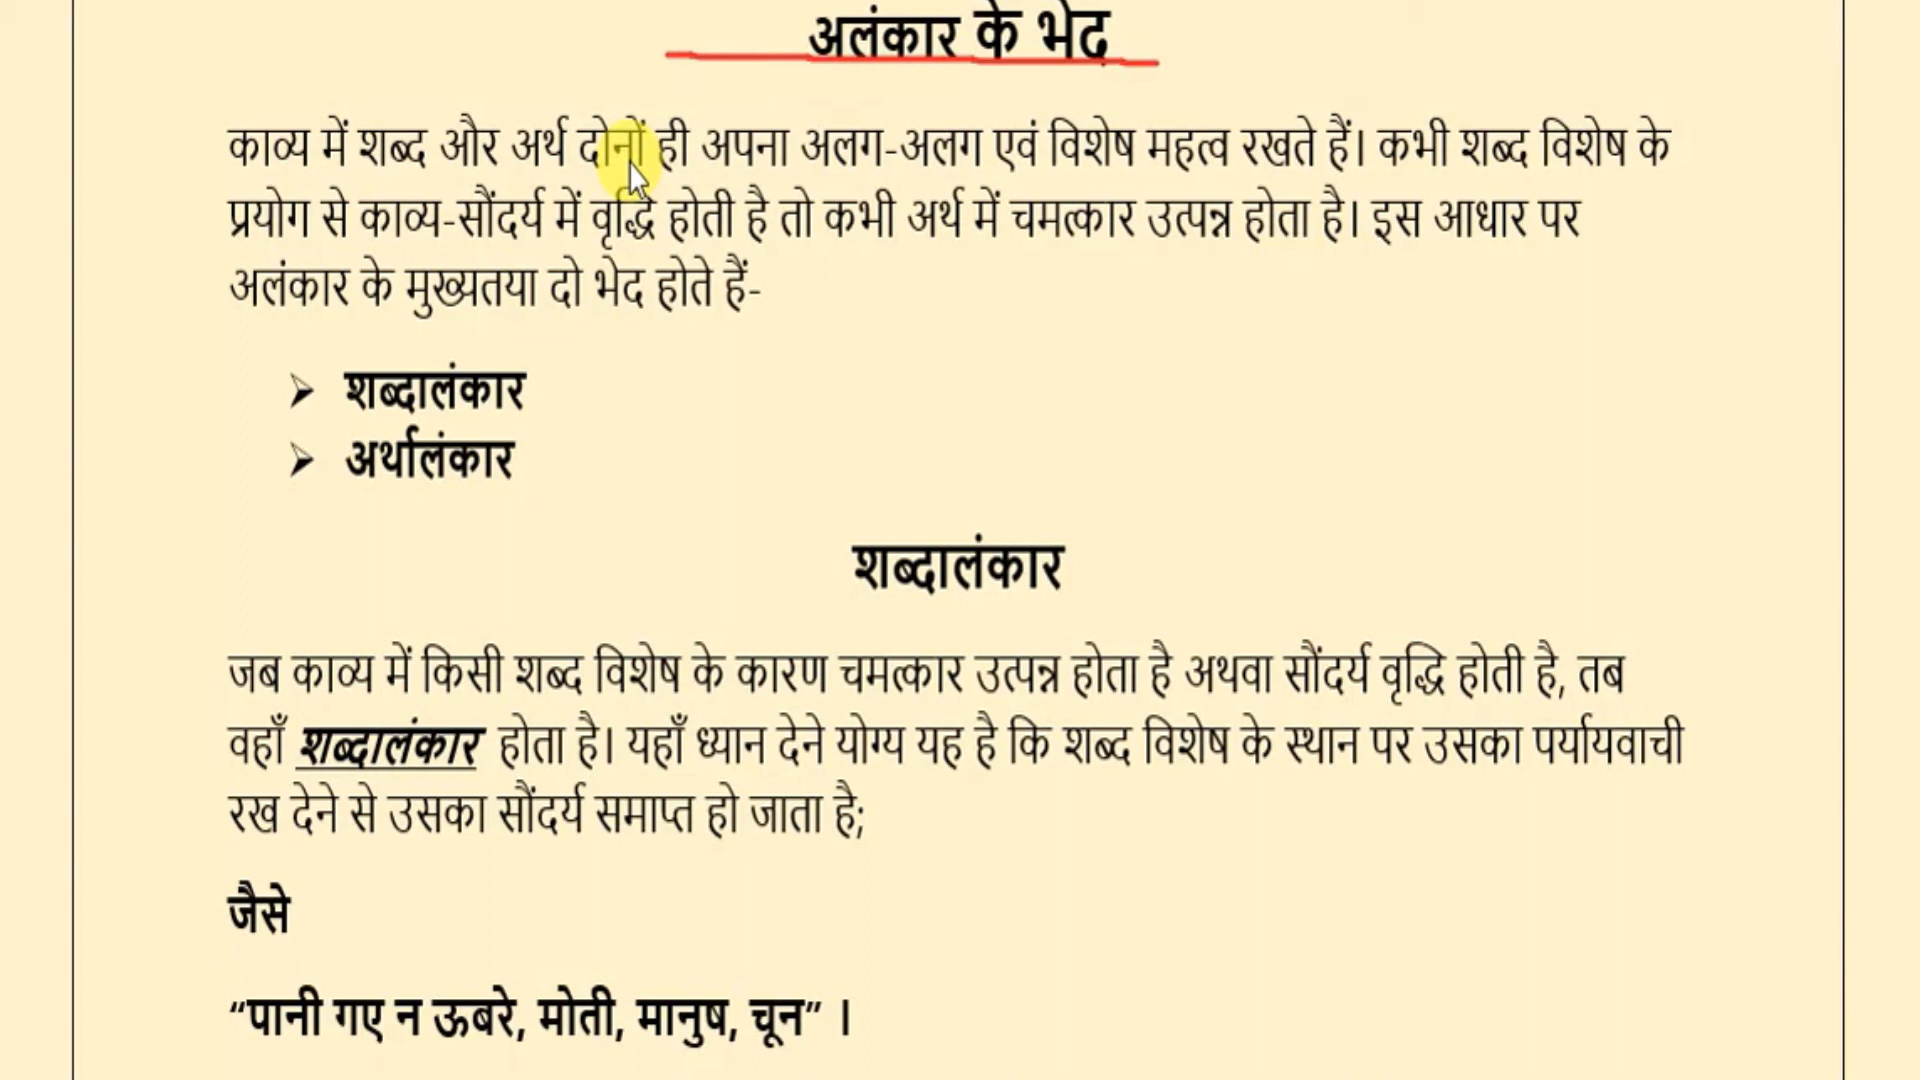 अलंकार के भेद
काव्य में शब्द और अर्थ दोनों ही अपना अलग-अलग एवं विशेष महत्व रखते हैं। कभी शब्द विशेष के
प्रयोग से काव्य-सौंदर्य में वृद्धि होती है तो कभी अर्थ में चमत्कार उत्पन्न होता है। इस आधार पर
अलंकार के मुख्यतया दो भेद होते हैं-
➢ शब्दालंकार
➢ अर्थालंकार
शब्दालंकार
जब काव्य में किसी शब्द विशेष के कारण चमत्कार उत्पन्न होता है अथवा सौंदर्य वृद्धि होती है, तब
वहाँ शब्दालंकार होता है। यहाँ ध्यान देने योग्य यह है कि शब्द विशेष के स्थान पर उसका पर्यायवाची
रख देने से उसका सौंदर्य समाप्त हो जाता है;
जैसे
“पानी गए न ऊबरे, मोती, मानुष, चून” ।